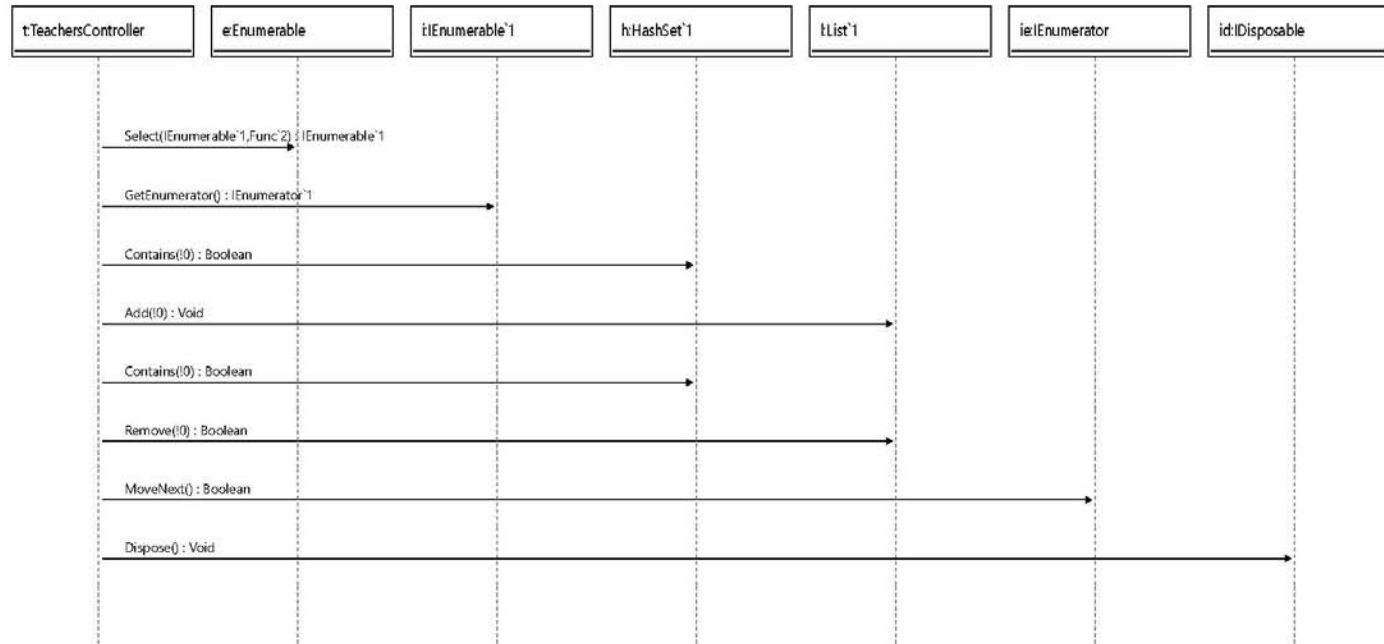 t:TeachersController
e:Enumerable
i:IEnumerable`1
h:HashSet`1
l:List`1
ie:IEnumerator
id:IDisposable
Select(IEnumerable`1,Func`2) : IEnumerable`1
GetEnumerator() : IEnumerator`1
Contains(!0) : Boolean
Add(!0) : Void
Contains(!0) : Boolean
Remove(!0) : Boolean
MoveNext() : Boolean
Dispose() : Void